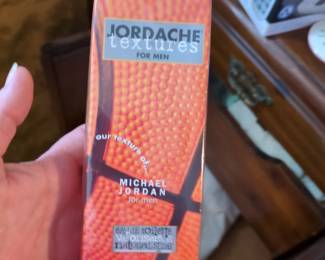 JORDACHE
textures
FOR MEN
our texture of...
MICHAEL
JORDAN
for men